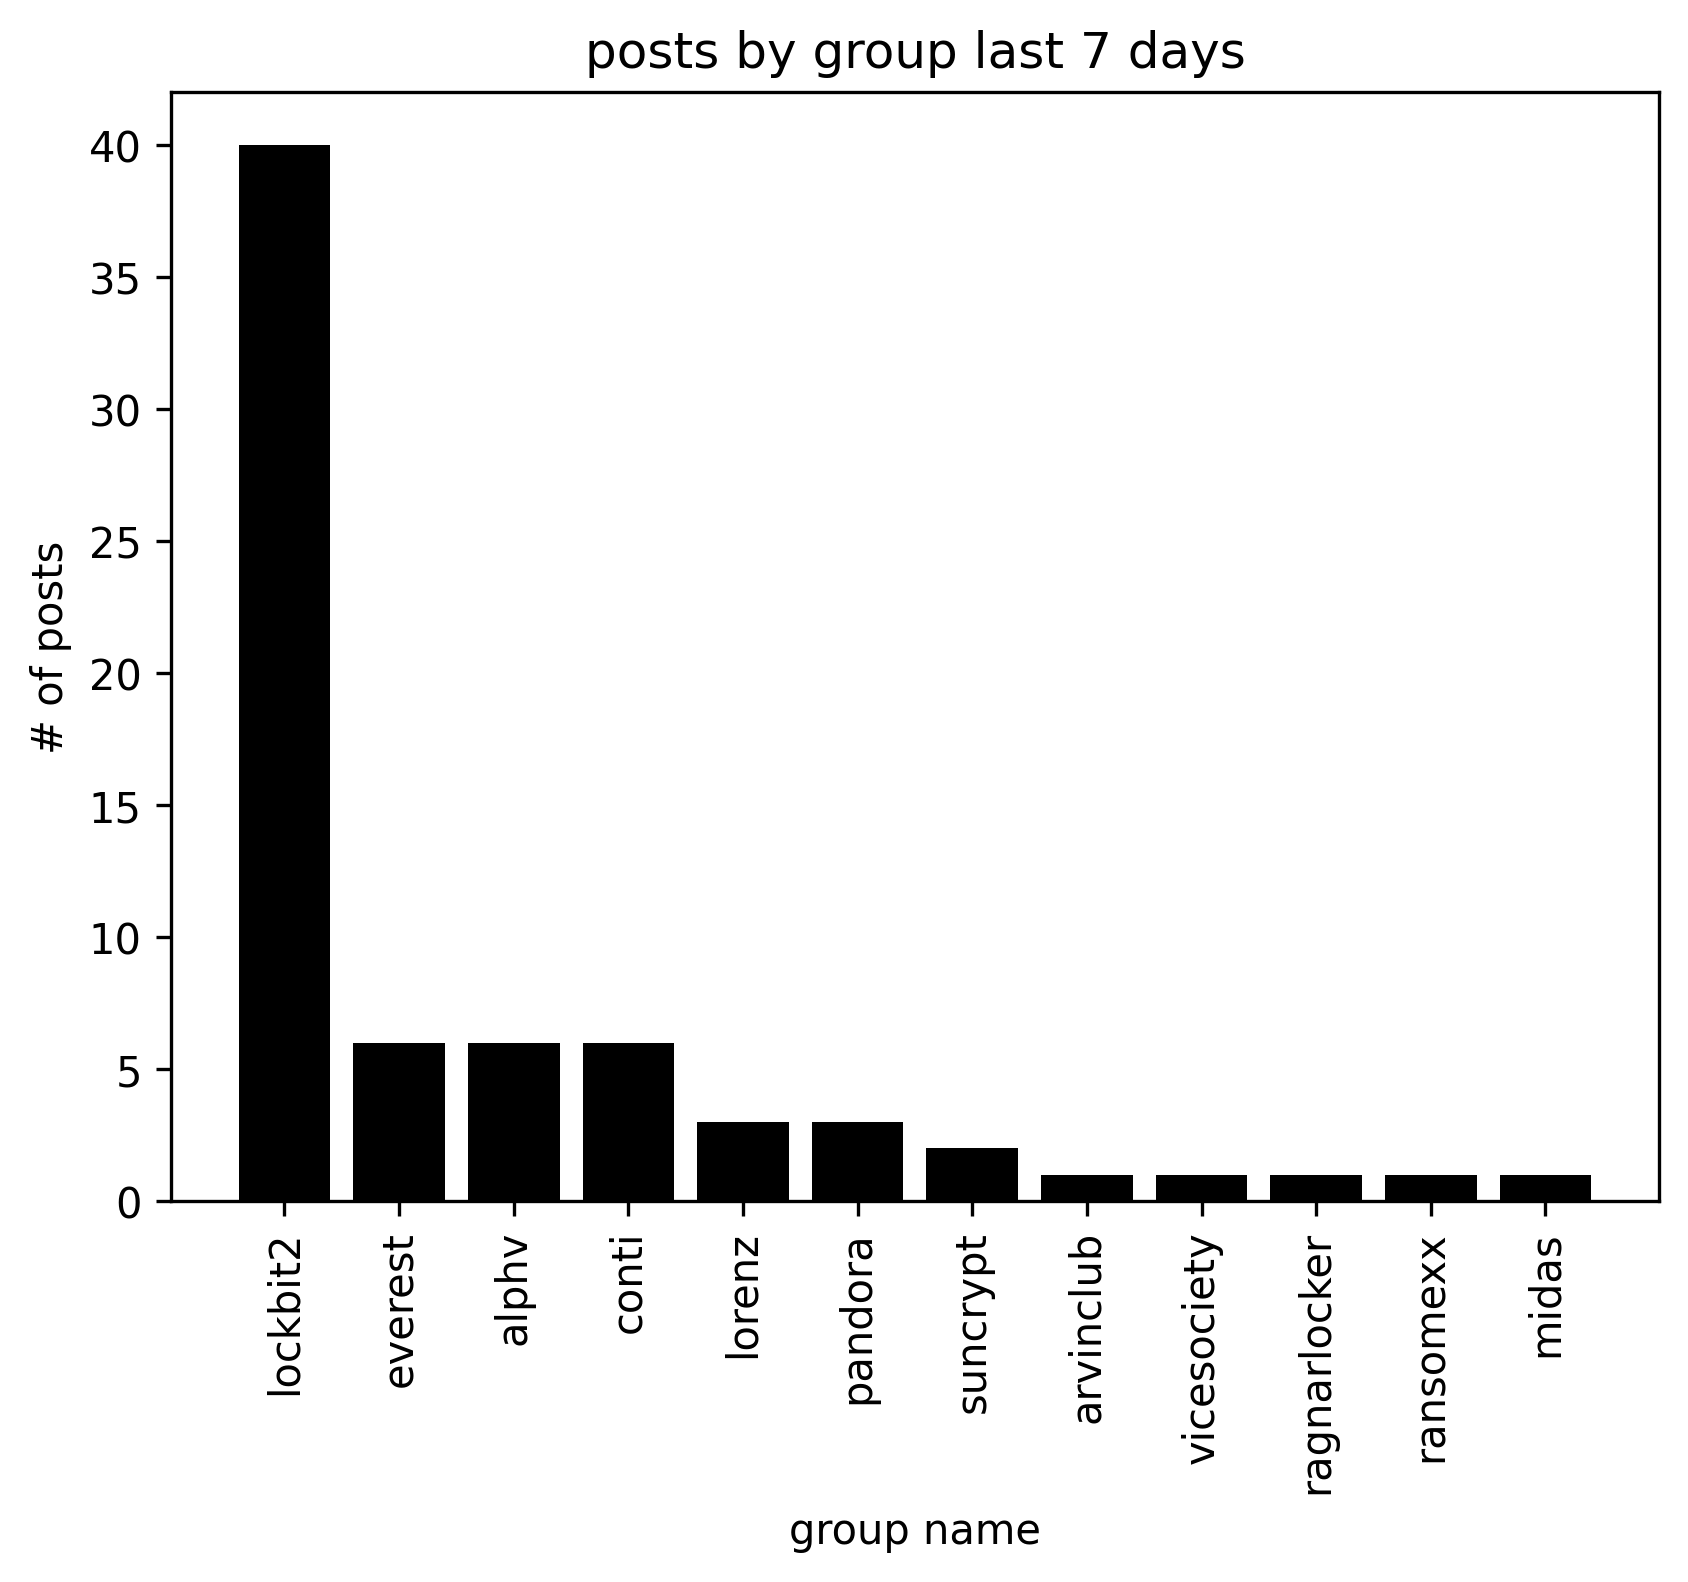 posts by group last 7 days
40
35
30
25
20
15
10
5
0
# of posts
lockbit2
everest
alphv
conti
lorenz
pandora
suncrypt
arvinclub
vicesociety
ragnarlocker
ransomexx
midas
group name